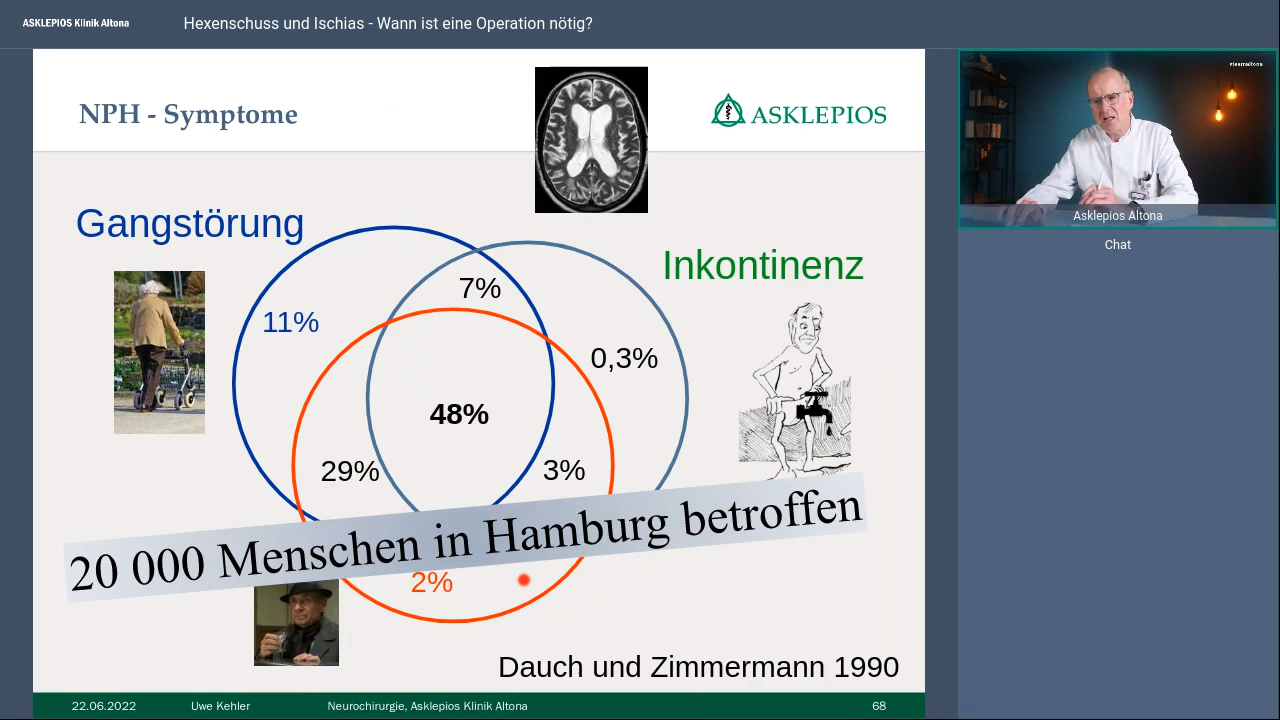 ASKLEPIOS Klinik Altona
Hexenschuss und Ischias - Wann ist eine Operation nötig?
NPH - Symptome
ASKLEPIOS
#teamaltona
Asklepios Altona
Chat
Gangstörung
Inkontinenz
7%
11%
0,3%
48%
29%
3%
20 000 Menschen in Hamburg betroffen
2%
Dauch und Zimmermann 1990
22.06.2022 Uwe Kehler Neurochirurgie, Asklepios Klinik Altona 68